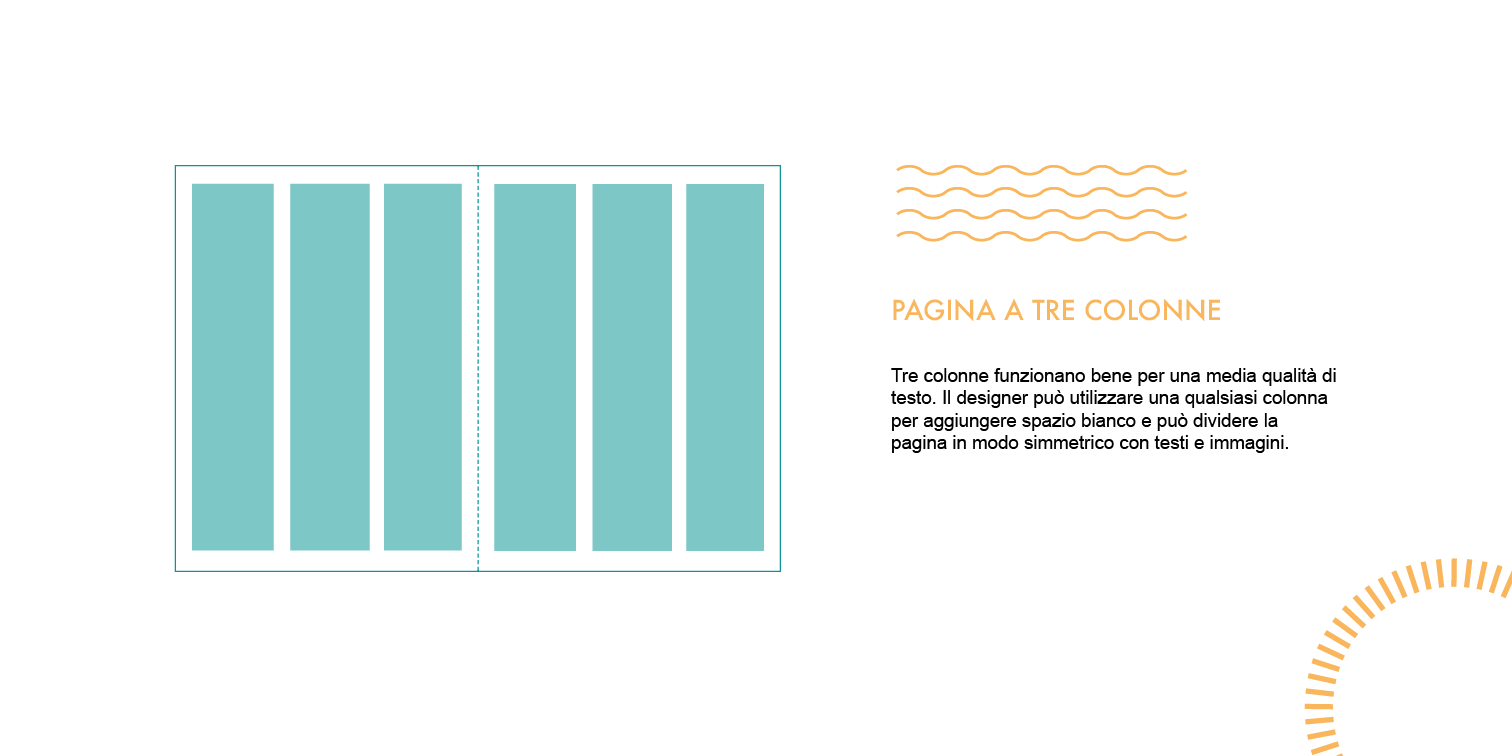 PAGINA A TRE COLONNE
Tre colonne funzionano bene per una media qualità di
testo. Il designer può utilizzare una qualsiasi colonna
per aggiungere spazio bianco e può dividere la
pagina in modo simmetrico con testi e immagini.